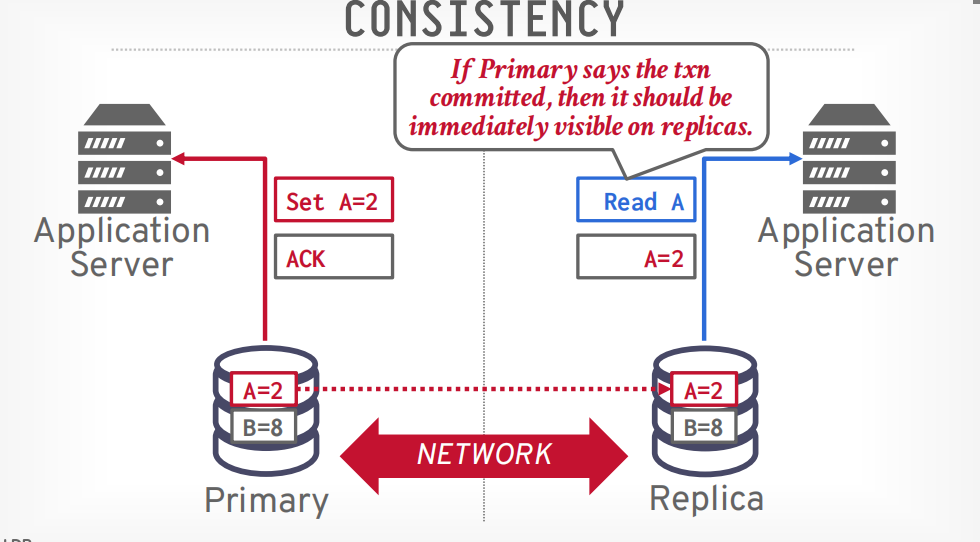 CONSISTENCY
If Primary says the txn
committed, then it should be
immediately visible on replicas.
Set A=2
ACK
Read A
A=2
Application
Server
Application
Server
A=2
B=8
A=2
B=8
NETWORK
Primary
Replica